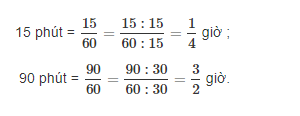 15 phút = 15/60 = 15 : 15/60 : 15 = 1/4 giờ ;
90 phút = 90/60 = 90 : 30/60 : 30 = 3/2 giờ.